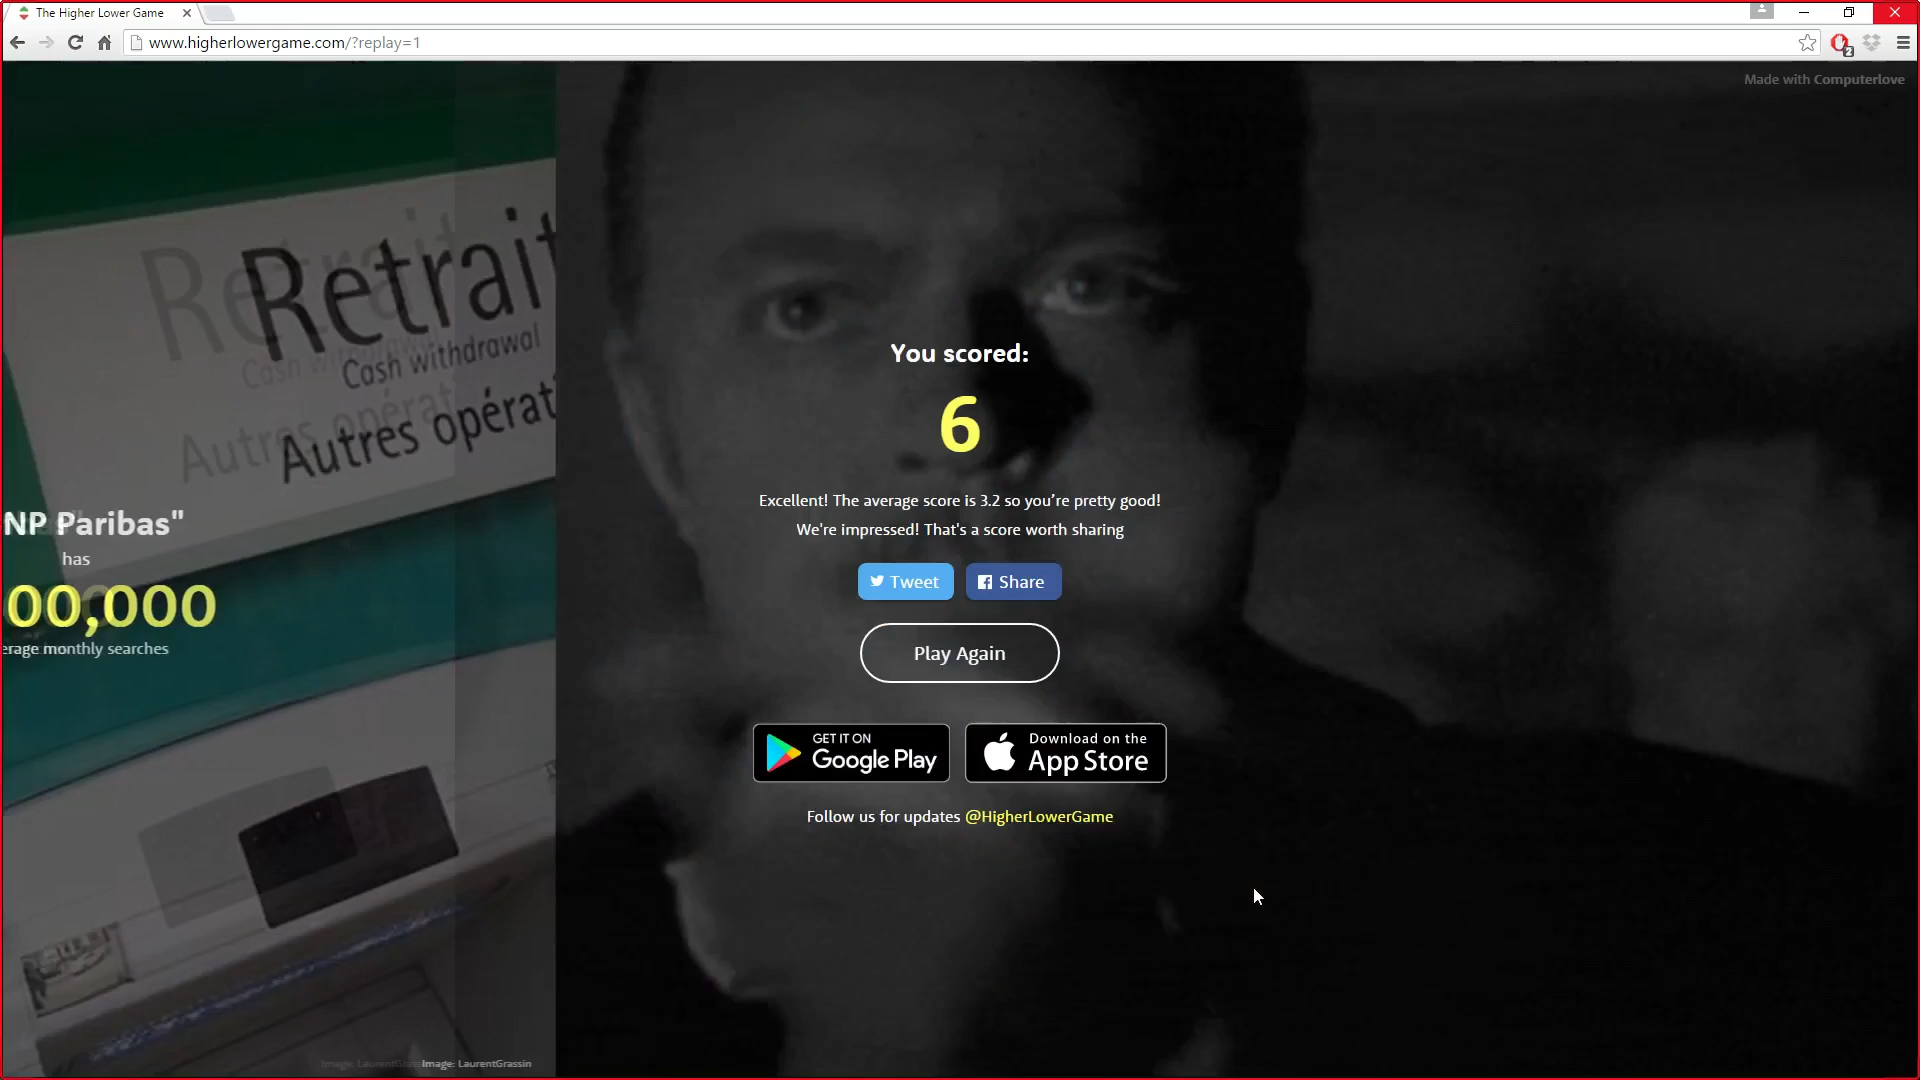 The Higher Lower Game
www.higherlowergame.com/?replay=1
2
Made with Computerlove
Retrait
Cash withdrawal
Autres opérati
NP Paribas"
has
00,000
erage monthly searches
You scored:
6
Excellent! The average score is 3.2 so you’re pretty good!
We're impressed! That's a score worth sharing
Tweet
Share
Play Again
GET IT ON
Google Play
Download on the
App Store
Follow us for updates @HigherLowerGame
Image: LaurentGrassin